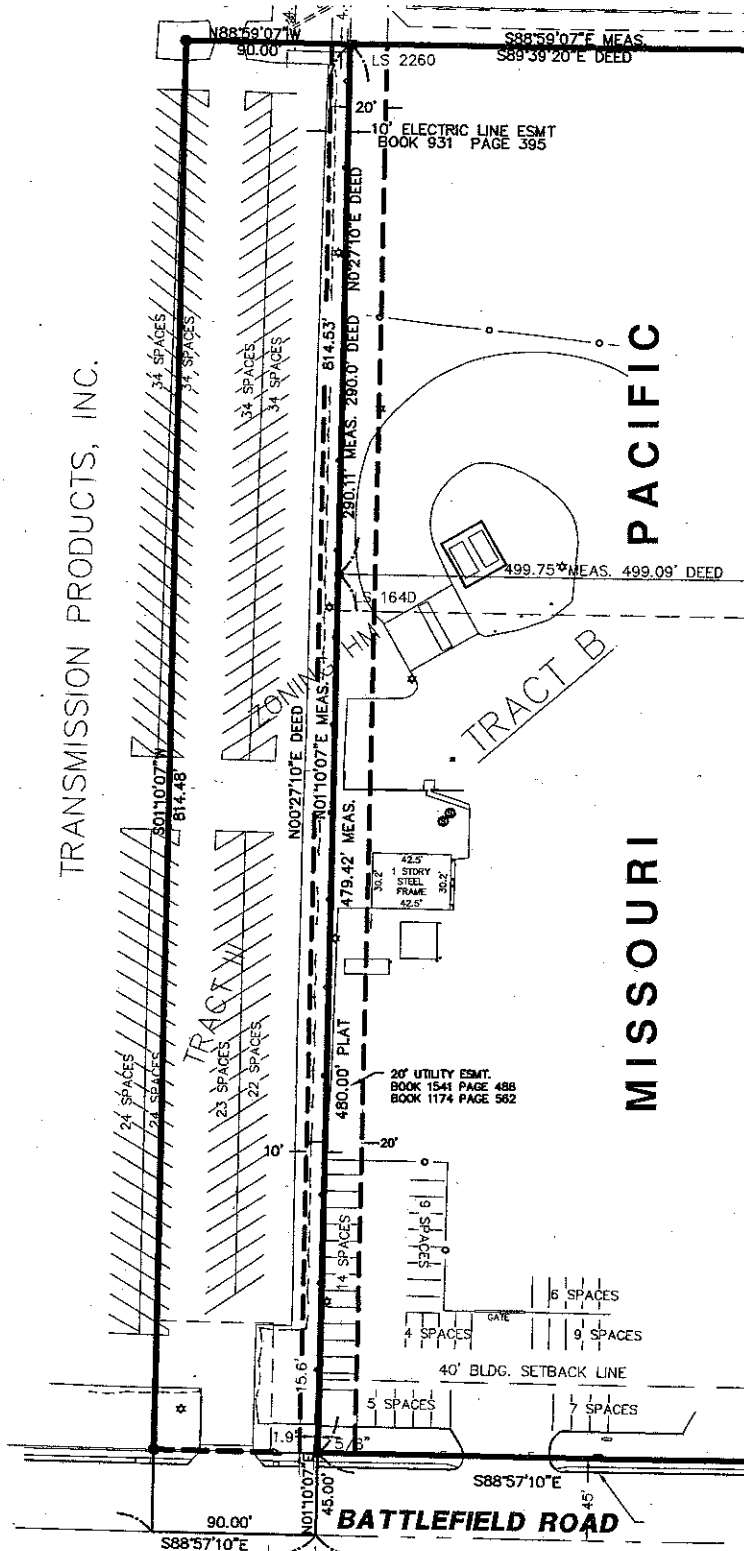 N88°59'07"W
90.00'
S88°59'07"E MEAS.
S89°39'20"E DEED
LS 2260
20'
10' ELECTRIC LINE ESMT
BOOK 931 PAGE 395
N0°27'10"E DEED
814.53'
290.11' MEAS. 290.0' DEED
34 SPACES
34 SPACES
34 SPACES
34 SPACES
TRANSMISSION PRODUCTS, INC.
PACIFIC
499.75' MEAS. 499.09' DEED
LS 164D
ZONING HM
TRACT B
S01°10'07"W
814.48'
N00°27'10"E DEED
N01°10'07"E MEAS.
479.42' MEAS.
42.5'
1 STORY
STEEL
FRAME
42.5'
30.2'
30.2'
MISSOURI
TRACT
24 SPACES
24 SPACES
23 SPACES
22 SPACES
480.00' PLAT
20' UTILITY ESMT.
BOOK 1541 PAGE 488
BOOK 1174 PAGE 562
10'
20'
14 SPACES
9 SPACES
6 SPACES
GATE
4 SPACES
9 SPACES
40' BLDG. SETBACK LINE
15.6'
5 SPACES
7 SPACES
1.9'
5/8"
S88°57'10"E
N01°10'07"E
45.00'
45'
90.00'
S88°57'10"E
BATTLEFIELD ROAD